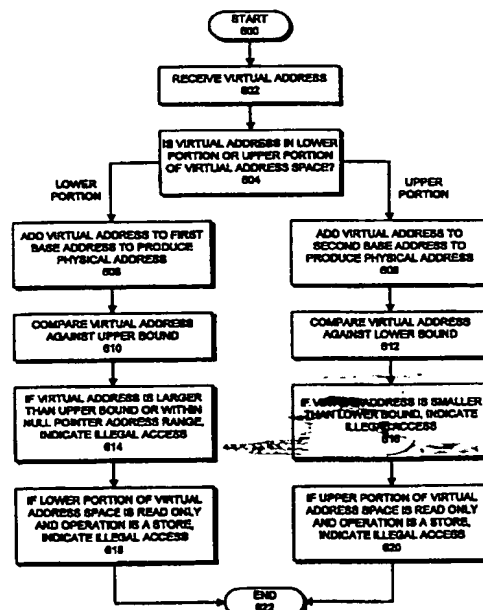 START
600
RECEIVE VIRTUAL ADDRESS
602
IS VIRTUAL ADDRESS IN LOWER
PORTION OR UPPER PORTION
OF VIRTUAL ADDRESS SPACE?
604
LOWER
PORTION
UPPER
PORTION
ADD VIRTUAL ADDRESS TO FIRST
BASE ADDRESS TO PRODUCE
PHYSICAL ADDRESS
ADD VIRTUAL ADDRESS TO
SECOND BASE ADDRESS TO
PRODUCE PHYSICAL ADDRESS
COMPARE VIRTUAL ADDRESS
AGAINST UPPER BOUND
610
COMPARE VIRTUAL ADDRESS
AGAINST LOWER BOUND
612
IF VIRTUAL ADDRESS IS LARGER
THAN UPPER BOUND OR WITHIN
NULL POINTER ADDRESS RANGE,
INDICATE ILLEGAL ACCESS
614
IF VIRTUAL ADDRESS IS SMALLER
THAN LOWER BOUND, INDICATE
ILLEGAL ACCESS
616
IF LOWER PORTION OF VIRTUAL
ADDRESS SPACE IS READ ONLY
AND OPERATION IS A STORE,
INDICATE ILLEGAL ACCESS
618
IF UPPER PORTION OF VIRTUAL
ADDRESS SPACE IS READ ONLY
AND OPERATION IS A STORE,
INDICATE ILLEGAL ACCESS
620
END
622